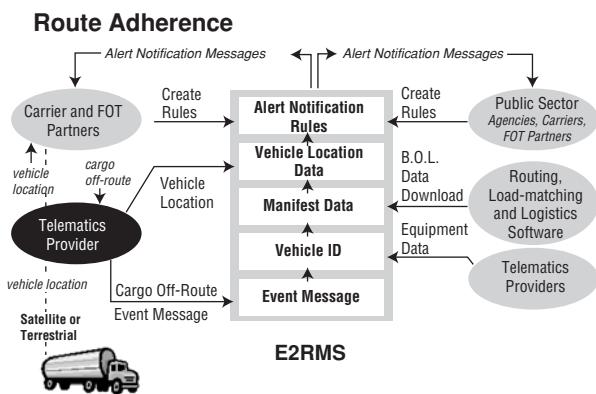 Route Adherence
Alert Notification Messages
Alert Notification Messages
Carrier and FOT
Partners
Create
Rules
Alert Notification
Rules
Create
Rules
Public Sector
Agencies, Carriers,
FOT Partners
vehicle
location
cargo
off-route
Vehicle
Location
Vehicle Location
Data
B.O.L.
Data
Download
Routing,
Load-matching
and Logistics
Software
Telematics
Provider
Manifest Data
Vehicle ID
Equipment
Data
Telematics
Providers
vehicle location
Cargo Off-Route
Event Message
Event Message
Satellite or
Terrestrial
E2RMS